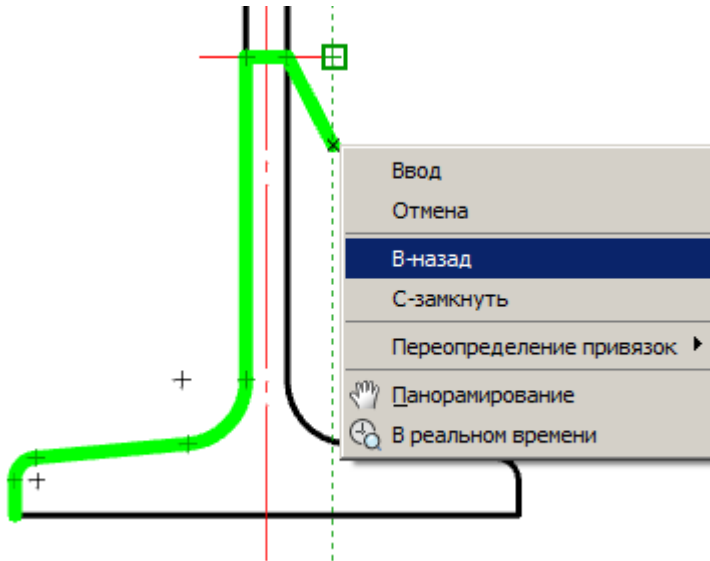 Ввод
Отмена
В-назад
С-замкнуть
Переопределение привязок
Панорамирование
В реальном времени